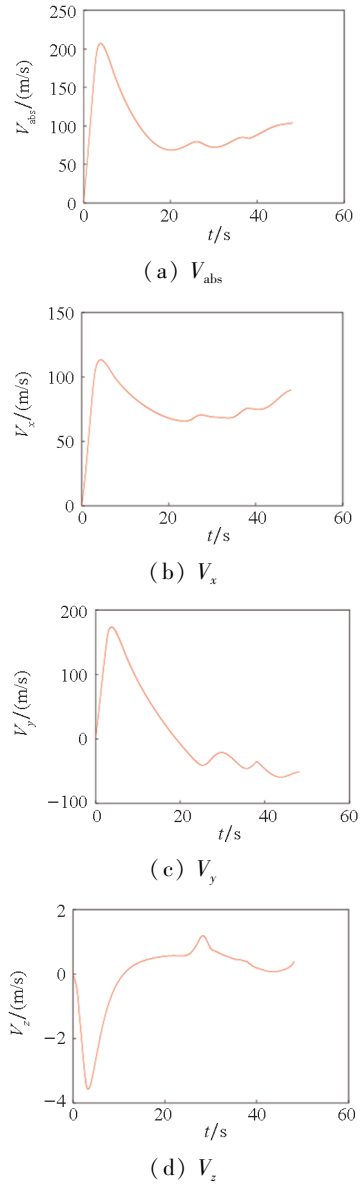 250
200
150
100
50
0
V_abs/(m/s)
0 20 40 60
t/s
(a) V_abs
150
100
50
0
V_x/(m/s)
0 20 40 60
t/s
(b) V_x
200
100
0
−100
V_y/(m/s)
0 20 40 60
t/s
(c) V_y
2
0
−2
−4
V_z/(m/s)
0 20 40 60
t/s
(d) V_z